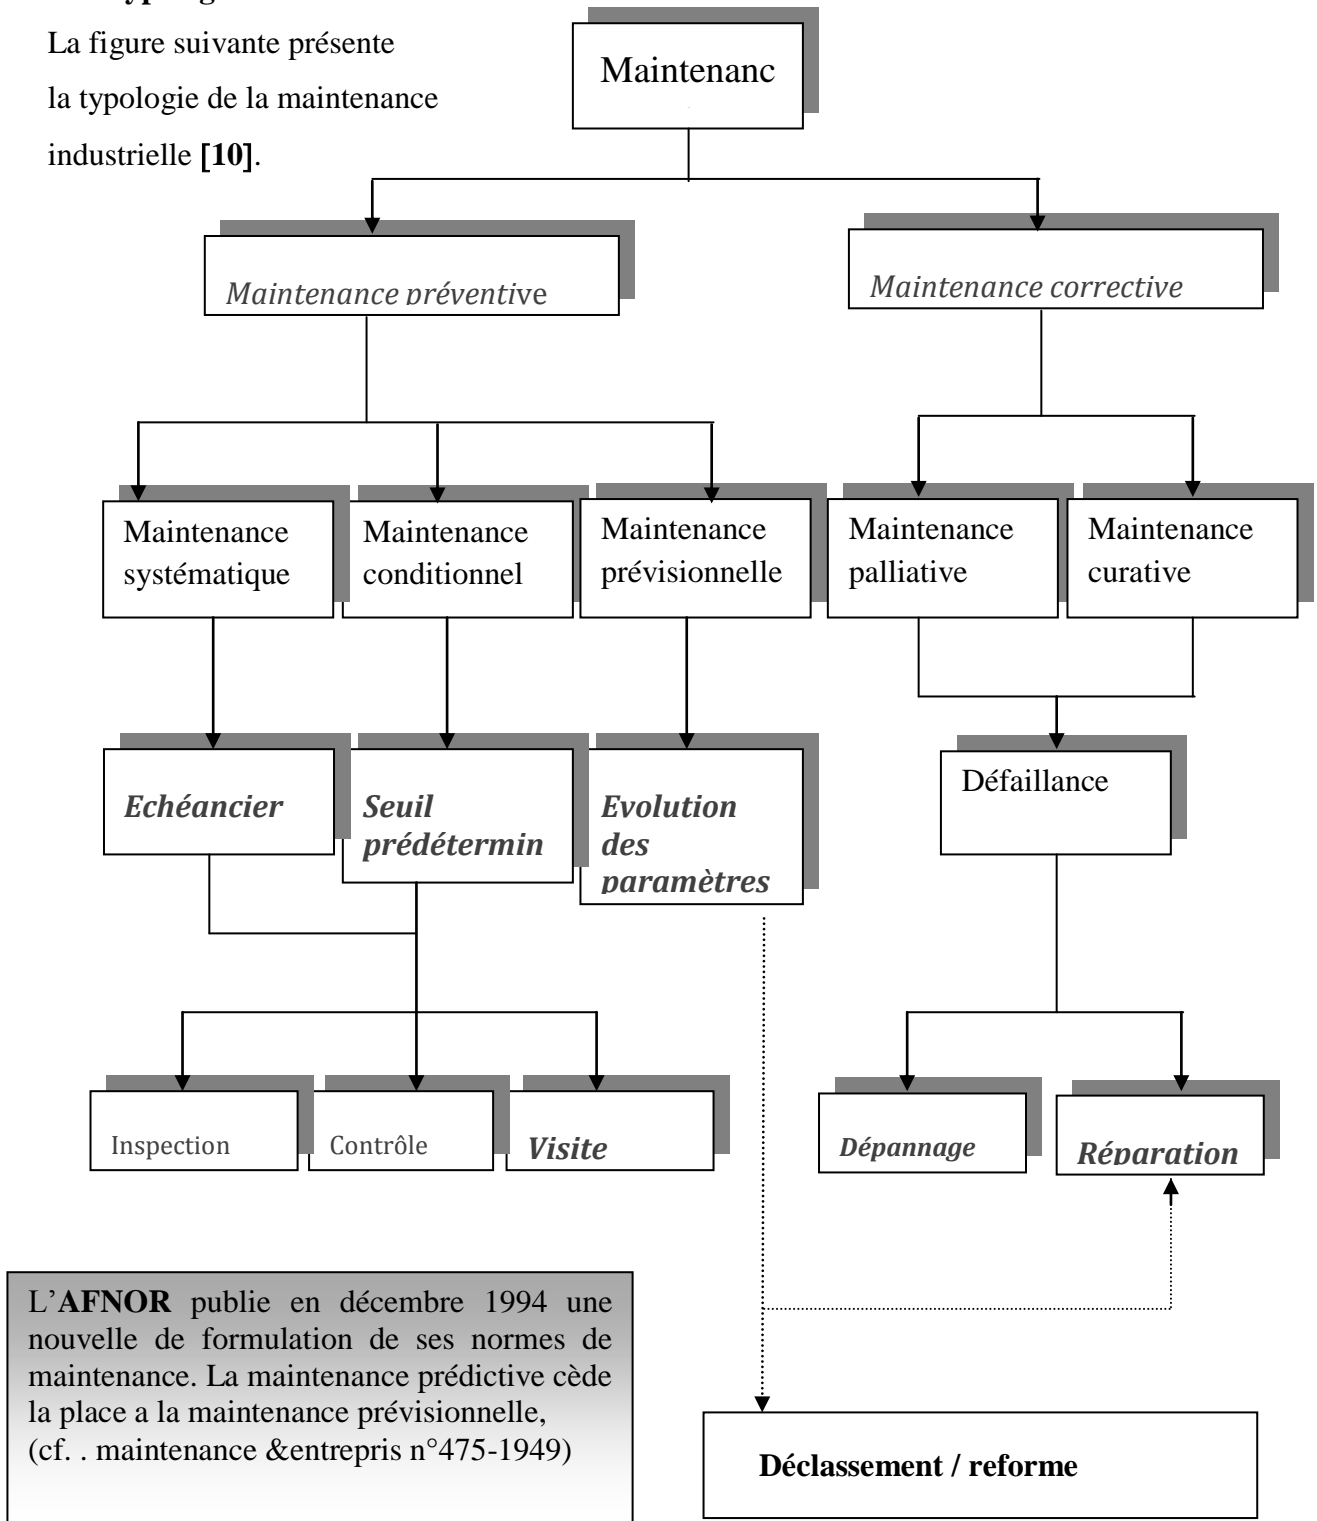 La figure suivante présente
la typologie de la maintenance
industrielle [10].
Maintenanc
Maintenance préventive
Maintenance corrective
Maintenance
systématique
Maintenance
conditionnel
Maintenance
prévisionnelle
Maintenance
palliative
Maintenance
curative
Echéancier
Seuil
prédétermin
Evolution
des
paramètres
Défaillance
Inspection
Contrôle
Visite
Dépannage
Réparation
L’AFNOR publie en décembre 1994 une
nouvelle de formulation de ses normes de
maintenance. La maintenance prédictive cède
la place a la maintenance prévisionnelle,
(cf. . maintenance &entrepris n°475-1949)
Déclassement / reforme